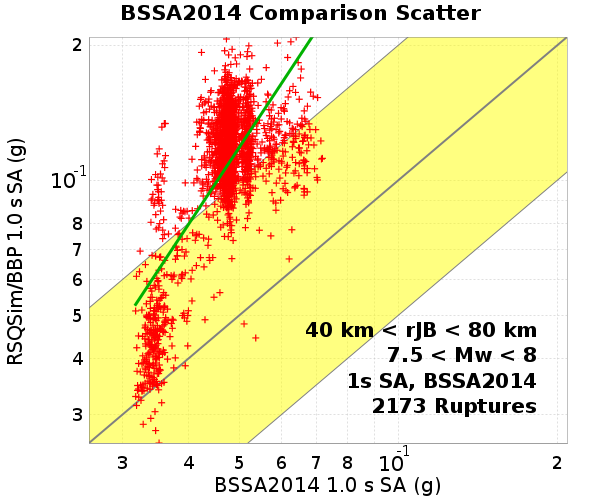 BSSA2014 Comparison Scatter
RSQSim/BBP 1.0 s SA (g)
2
10-1
8
7
6
5
4
3
40 km < rJB < 80 km
7.5 < Mw < 8
1s SA, BSSA2014
2173 Ruptures
3 4 5 6 7 8 10-1 2
BSSA2014 1.0 s SA (g)